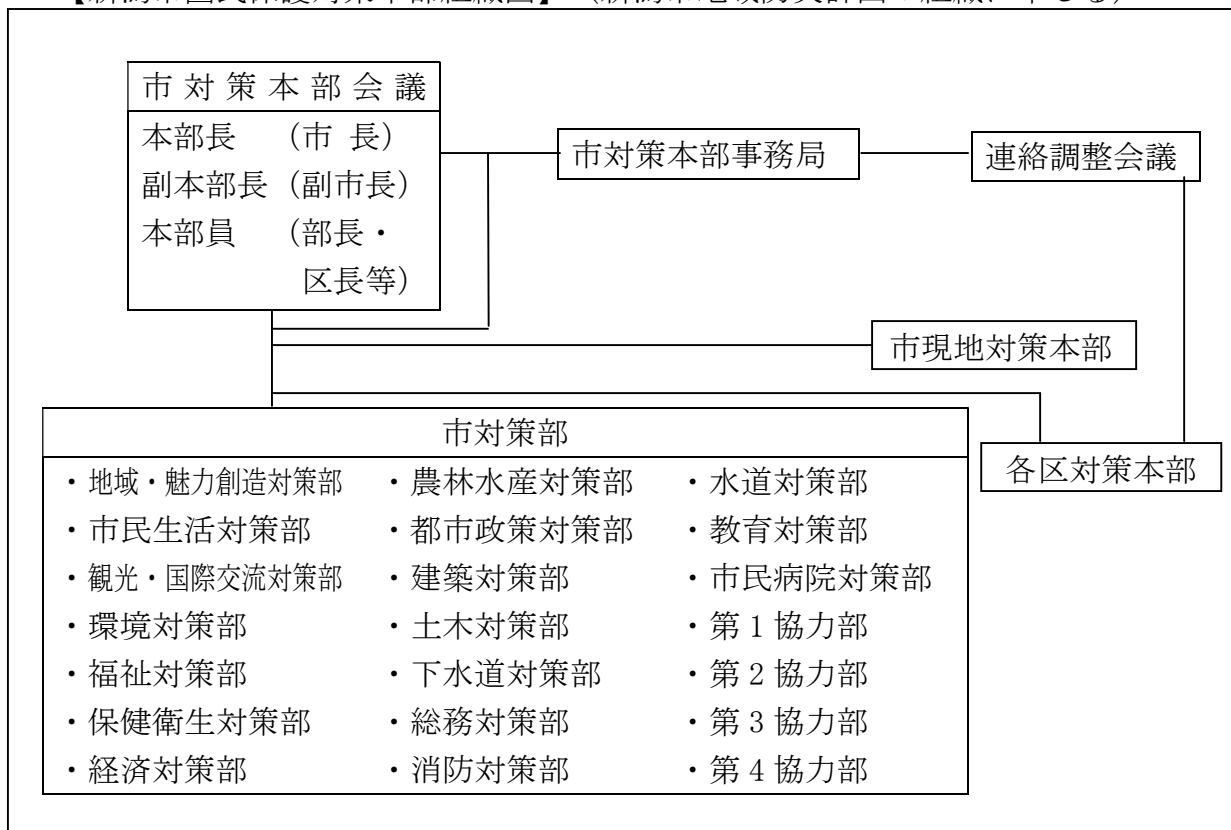 市対策本部会議
本部長 (市 長)
副本部長 (副市長)
本部員 (部長・
区長等)
市対策本部事務局
連絡調整会議
市現地対策本部
各区対策本部
市対策部
・地域・魅力創造対策部 ・農林水産対策部 ・水道対策部
・市民生活対策部 ・都市政策対策部 ・教育対策部
・観光・国際交流対策部 ・建築対策部 ・市民病院対策部
・環境対策部 ・土木対策部 ・第1協力部
・福祉対策部 ・下水道対策部 ・第2協力部
・保健衛生対策部 ・総務対策部 ・第3協力部
・経済対策部 ・消防対策部 ・第4協力部